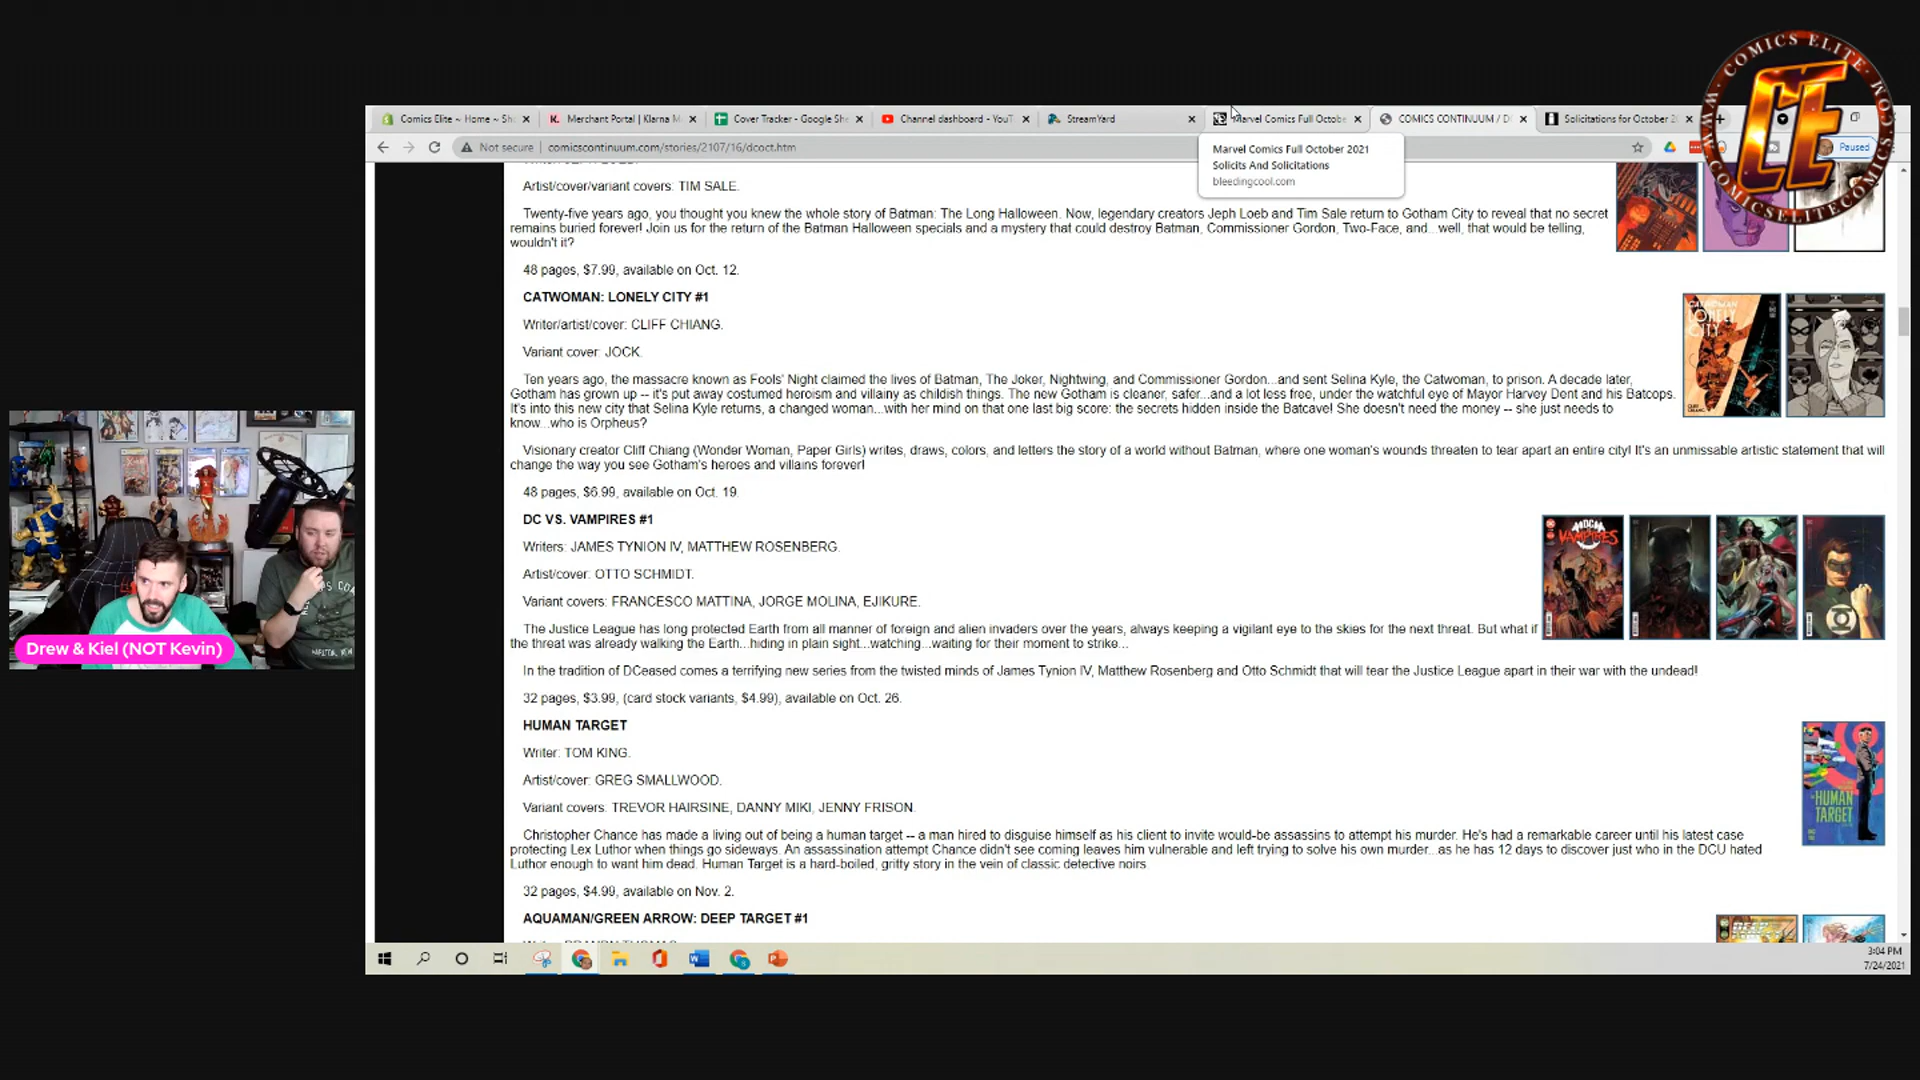 WWW.COMICSELITECOMICS.COM
COMICS ELITE
CE
Comics Elite ~ Home ~ Sh
Merchant Portal | Klarna M
Cover Tracker - Google She
Channel dashboard - YouT
StreamYard
Marvel Comics Full Octobe
COMICS CONTINUUM / D
Solicitations for October 2
Not secure
comicscontinuum.com/stories/2107/16/dcoct.htm
Paused
Marvel Comics Full October 2021
Solicits And Solicitations
bleedingcool.com
Artist/cover/variant covers: TIM SALE.
Twenty-five years ago, you thought you knew the whole story of Batman: The Long Halloween. Now, legendary creators Jeph Loeb and Tim Sale return to Gotham City to reveal that no secret
remains buried forever! Join us for the return of the Batman Halloween specials and a mystery that could destroy Batman, Commissioner Gordon, Two-Face, and...well, that would be telling,
wouldn't it?
48 pages, $7.99, available on Oct. 12.
CATWOMAN: LONELY CITY #1
Writer/artist/cover: CLIFF CHIANG.
Variant cover: JOCK.
Ten years ago, the massacre known as Fools' Night claimed the lives of Batman, The Joker, Nightwing, and Commissioner Gordon...and sent Selina Kyle, the Catwoman, to prison. A decade later,
Gotham has grown up -- it's put away costumed heroism and villainy as childish things. The new Gotham is cleaner, safer...and a lot less free, under the watchful eye of Mayor Harvey Dent and his Batcops.
It's into this new city that Selina Kyle returns, a changed woman...with her mind on that one last big score: the secrets hidden inside the Batcave! She doesn't need the money -- she just needs to
know...who is Orpheus?
Visionary creator Cliff Chiang (Wonder Woman, Paper Girls) writes, draws, colors, and letters the story of a world without Batman, where one woman's wounds threaten to tear apart an entire city! It's an unmissable artistic statement that will
change the way you see Gotham's heroes and villains forever!
48 pages, $6.99, available on Oct. 19.
CATWOMAN
LONELY
CITY
CLIFF
CHIANG
DC VS. VAMPIRES #1
Writers: JAMES TYNION IV, MATTHEW ROSENBERG.
Artist/cover: OTTO SCHMIDT.
Variant covers: FRANCESCO MATTINA, JORGE MOLINA, EJIKURE.
VAMPIRES
The Justice League has long protected Earth from all manner of foreign and alien invaders over the years, always keeping a vigilant eye to the skies for the next threat. But what if
the threat was already walking the Earth...hiding in plain sight...watching...waiting for their moment to strike...
In the tradition of DCeased comes a terrifying new series from the twisted minds of James Tynion IV, Matthew Rosenberg and Otto Schmidt that will tear the Justice League apart in their war with the undead!
32 pages, $3.99, (card stock variants, $4.99), available on Oct. 26.
HUMAN TARGET
Writer: TOM KING.
Artist/cover: GREG SMALLWOOD.
Variant covers: TREVOR HAIRSINE, DANNY MIKI, JENNY FRISON.
Christopher Chance has made a living out of being a human target -- a man hired to disguise himself as his client to invite would-be assassins to attempt his murder. He's had a remarkable career until his latest case
protecting Lex Luthor when things go sideways. An assassination attempt Chance didn't see coming leaves him vulnerable and left trying to solve his own murder...as he has 12 days to discover just who in the DCU hated
Luthor enough to want him dead. Human Target is a hard-boiled, gritty story in the vein of classic detective noirs.
32 pages, $4.99, available on Nov. 2.
HUMAN
TARGET
AQUAMAN/GREEN ARROW: DEEP TARGET #1
Drew & Kiel (NOT Kevin)
3:04 PM
7/24/2021